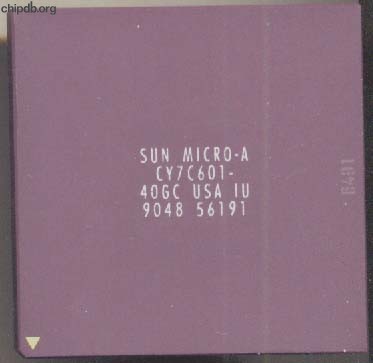 chipdb.org
SUN MICRO-A
CY7C601-
40GC USA IU
9048 56191